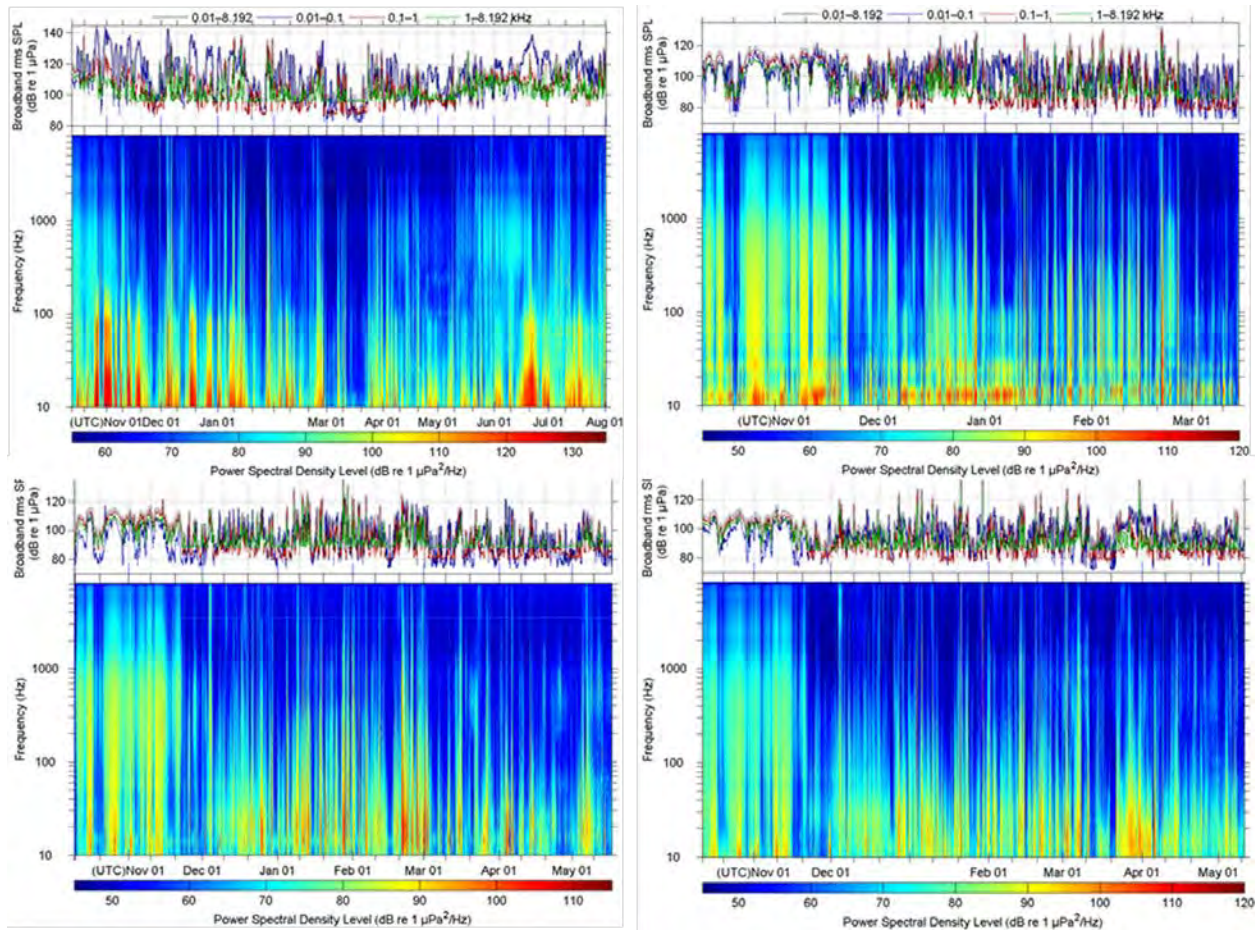 0.01–8.192 0.01–0.1 0.1–1 1–8.192 kHz
Broadband rms SPL
(dB re 1 µPa)
140
120
100
80
Frequency (Hz)
1000
100
10
(UTC)Nov 01 Dec 01 Jan 01 Mar 01 Apr 01 May 01 Jun 01 Jul 01 Aug 01
60 70 80 90 100 110 120 130
Power Spectral Density Level (dB re 1 µPa²/Hz)
0.01–8.192 0.01–0.1 0.1–1 1–8.192 kHz
Broadband rms SPL
(dB re 1 µPa)
120
100
80
Frequency (Hz)
1000
100
10
(UTC)Nov 01 Dec 01 Jan 01 Feb 01 Mar 01
50 60 70 80 90 100 110 120
Power Spectral Density Level (dB re 1 µPa²/Hz)
Broadband rms SF
(dB re 1 µPa)
120
100
80
Frequency (Hz)
1000
100
10
(UTC)Nov 01 Dec 01 Jan 01 Feb 01 Mar 01 Apr 01 May 01
50 60 70 80 90 100 110
Power Spectral Density Level (dB re 1 µPa²/Hz)
Broadband rms SI
(dB re 1 µPa)
120
100
80
Frequency (Hz)
1000
100
10
(UTC)Nov 01 Dec 01 Feb 01 Mar 01 Apr 01 May 01
50 60 70 80 90 100 110 120
Power Spectral Density Level (dB re 1 µPa²/Hz)